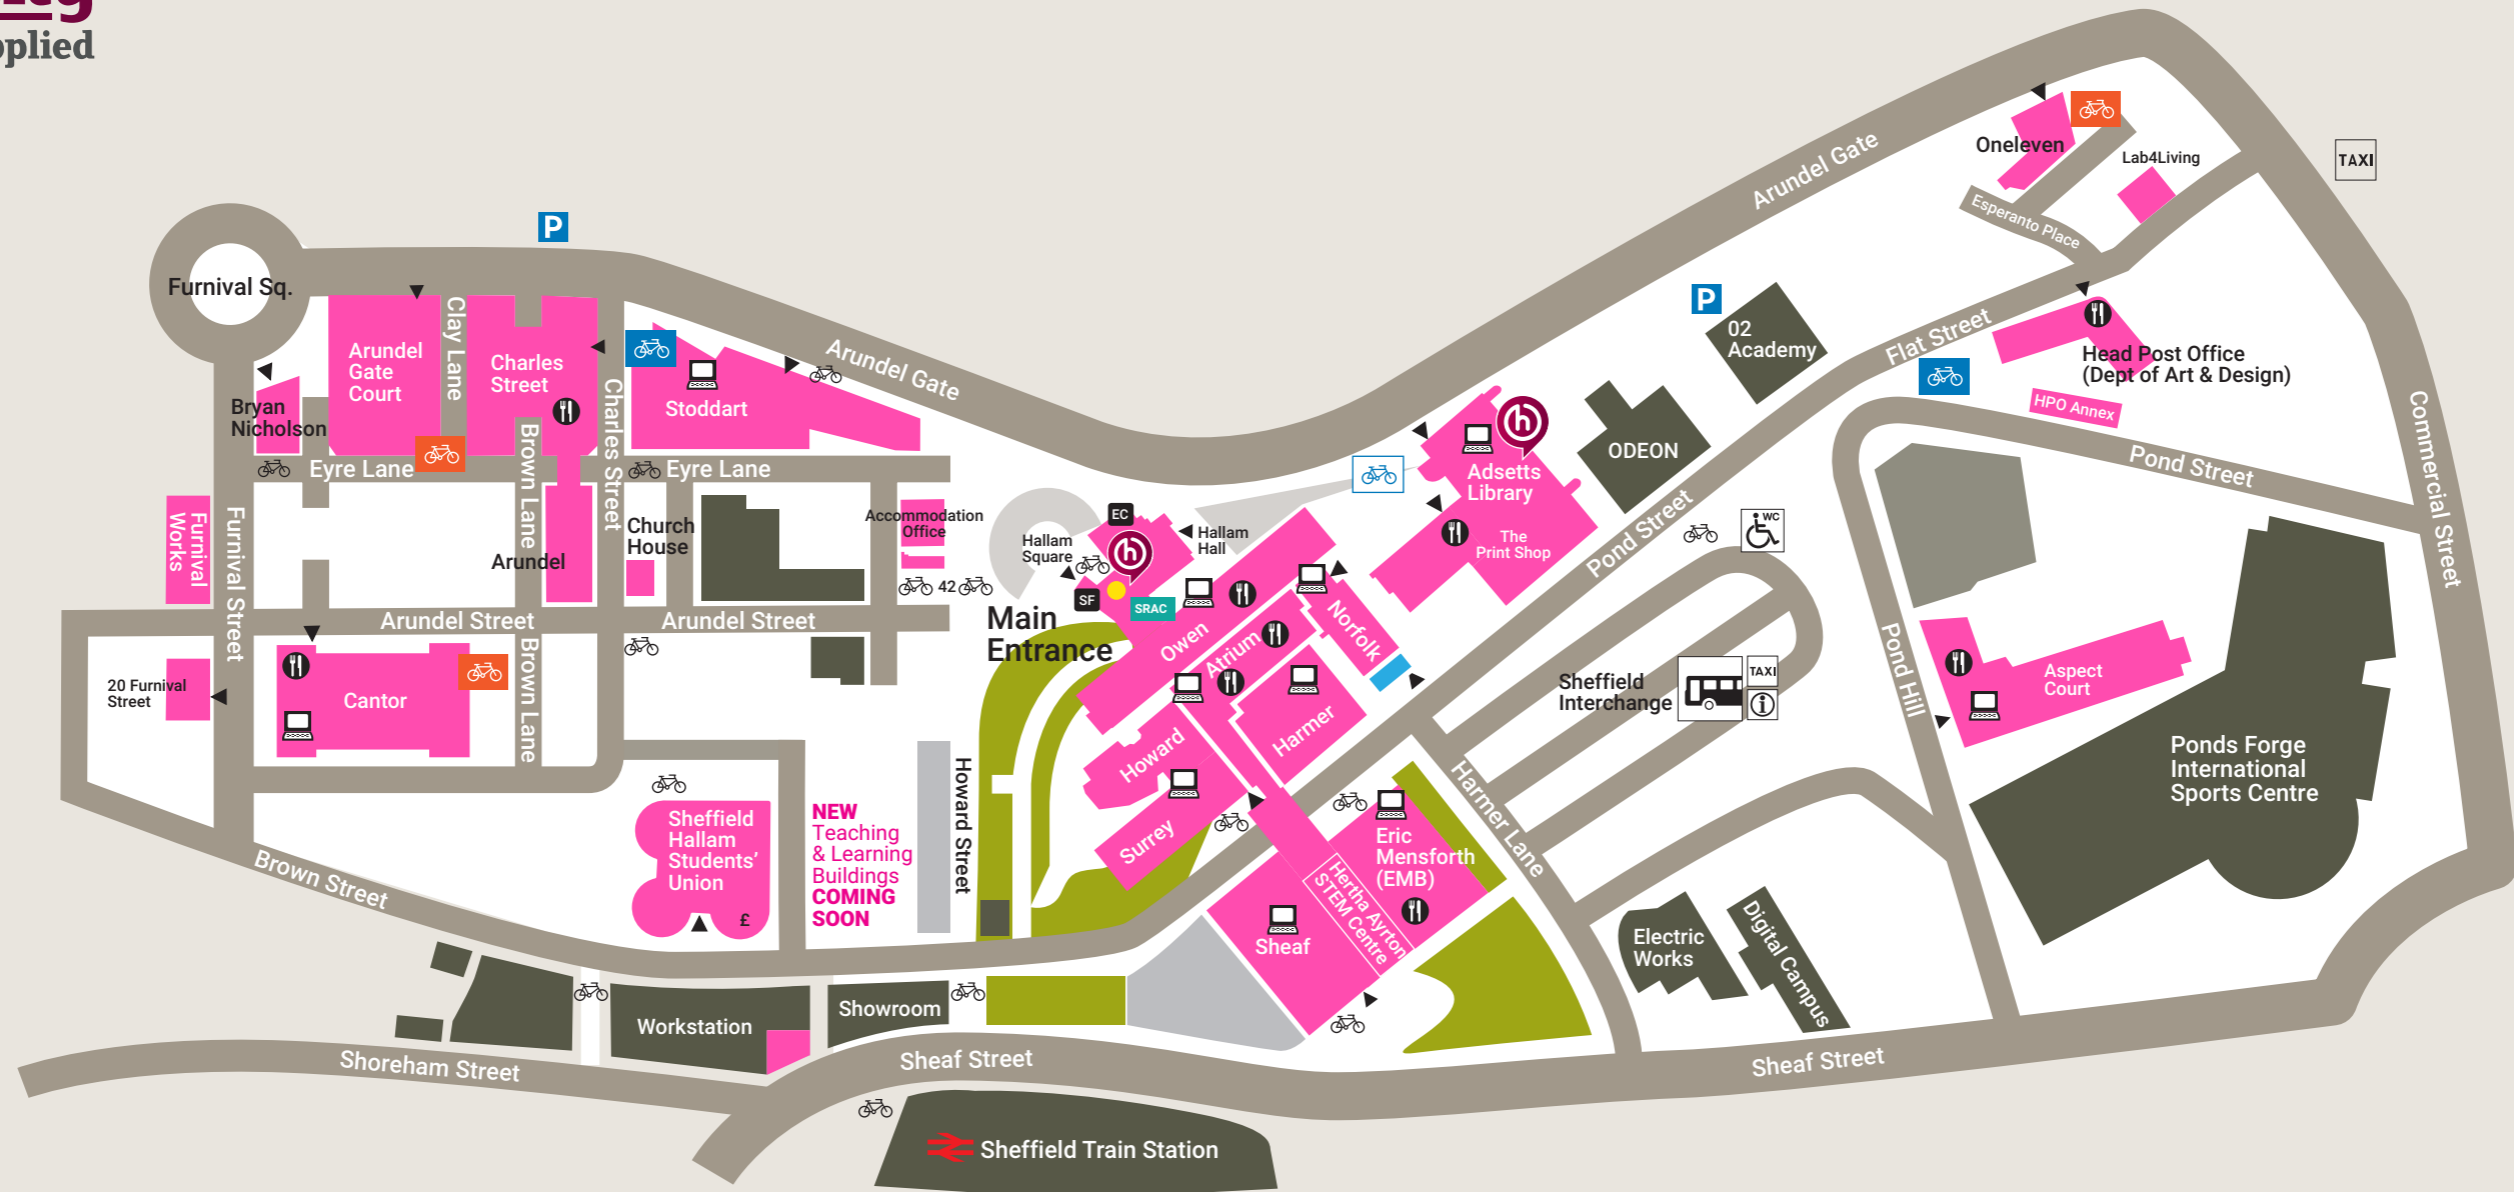 pplied
Furnival Sq.
P
Arundel
Gate
Court
Clay Lane
Charles
Street
Charles Street
Stoddart
Arundel Gate
Bryan
Nicholson
Eyre Lane
Brown Lane
Eyre Lane
Furnival
Works
Furnival Street
Arundel
Church
House
Accommodation
Office
42
Arundel Street
Arundel Street
20 Furnival
Street
Cantor
Brown Lane
Brown Street
Sheffield
Hallam
Students’
Union
£
NEW
Teaching
& Learning
Buildings
COMING
SOON
Howard Street
Hallam
Square
EC
h
Hallam
Hall
SF
SRAC
Main
Entrance
Owen
Atrium
Norfolk
Harmer
Howard
Surrey
Adsetts
Library
h
The
Print Shop
ODEON
P
02
Academy
Arundel Gate
Oneleven
Lab4Living
Esperanto Place
TAXI
Flat Street
Head Post Office
(Dept of Art & Design)
HPO Annex
Pond Street
Pond Street
Commercial Street
WC
Sheffield
Interchange
TAXI
i
Pond Hill
Aspect
Court
Ponds Forge
International
Sports Centre
Harmer Lane
Eric
Mensforth
(EMB)
Hertha Ayrton
STEM Centre
Sheaf
Electric
Works
Digital Campus
Workstation
Showroom
Shoreham Street
Sheaf Street
Sheaf Street
Sheffield Train Station